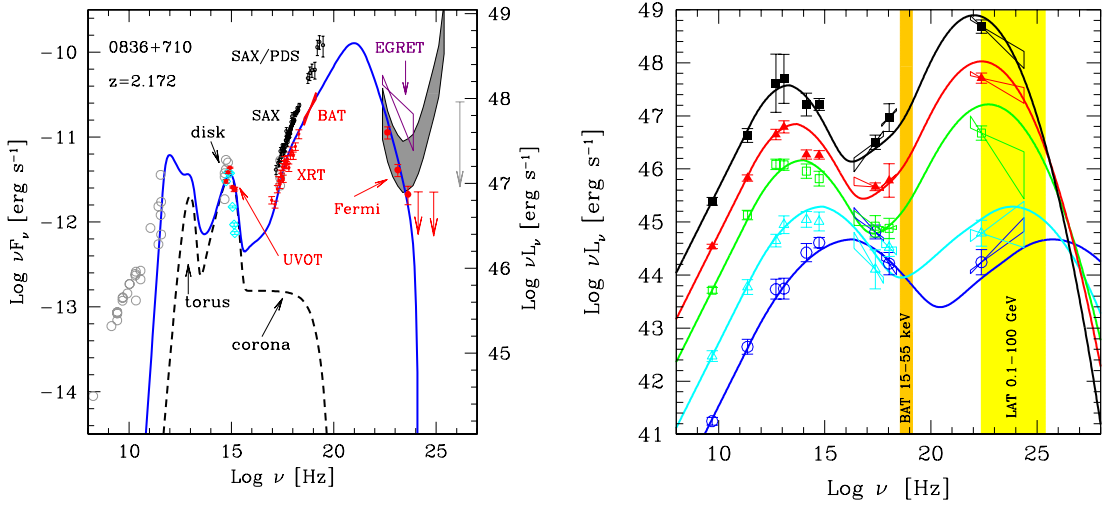 0836+710
z=2.172
SAX/PDS
EGRET
SAX
BAT
disk
XRT
Fermi
UVOT
torus
corona
-10
-11
-12
-13
-14
49
48
47
46
45
10
15
20
25
Log ν [Hz]
Log νFν [erg s⁻¹]
Log νLν [erg s⁻¹]
49
48
47
46
45
44
43
42
41
10
15
20
25
Log ν [Hz]
Log νLν [erg s⁻¹]
BAT 15-55 keV
LAT 0.1-100 GeV